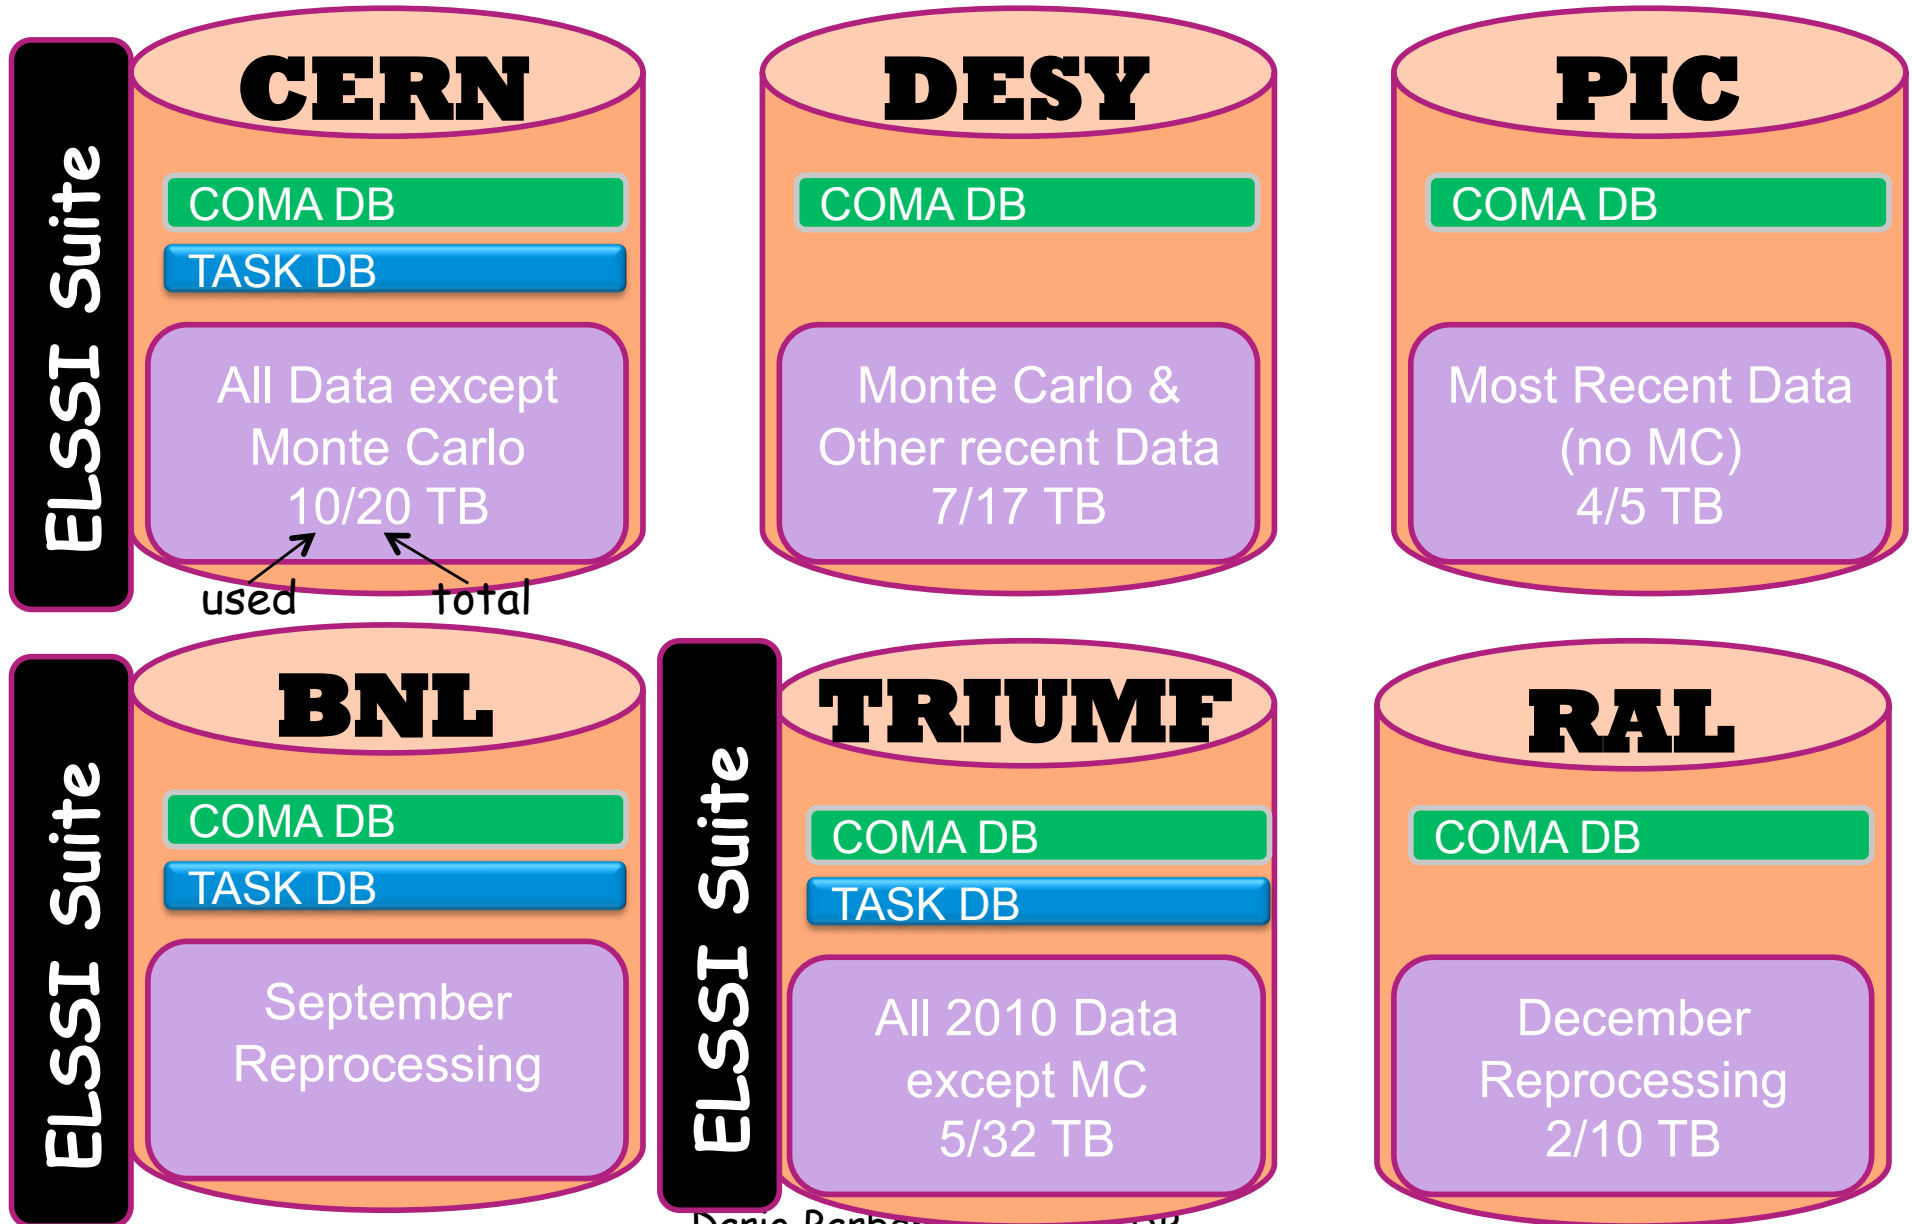 ELSSI Suite
CERN
COMA DB
TASK DB
All Data except
Monte Carlo
10/20 TB
used total
DESY
COMA DB
Monte Carlo &
Other recent Data
7/17 TB
PIC
COMA DB
Most Recent Data
(no MC)
4/5 TB
ELSSI Suite
BNL
COMA DB
TASK DB
September
Reprocessing
ELSSI Suite
TRIUMF
COMA DB
TASK DB
All 2010 Data
except MC
5/32 TB
RAL
COMA DB
December
Reprocessing
2/10 TB
Dario